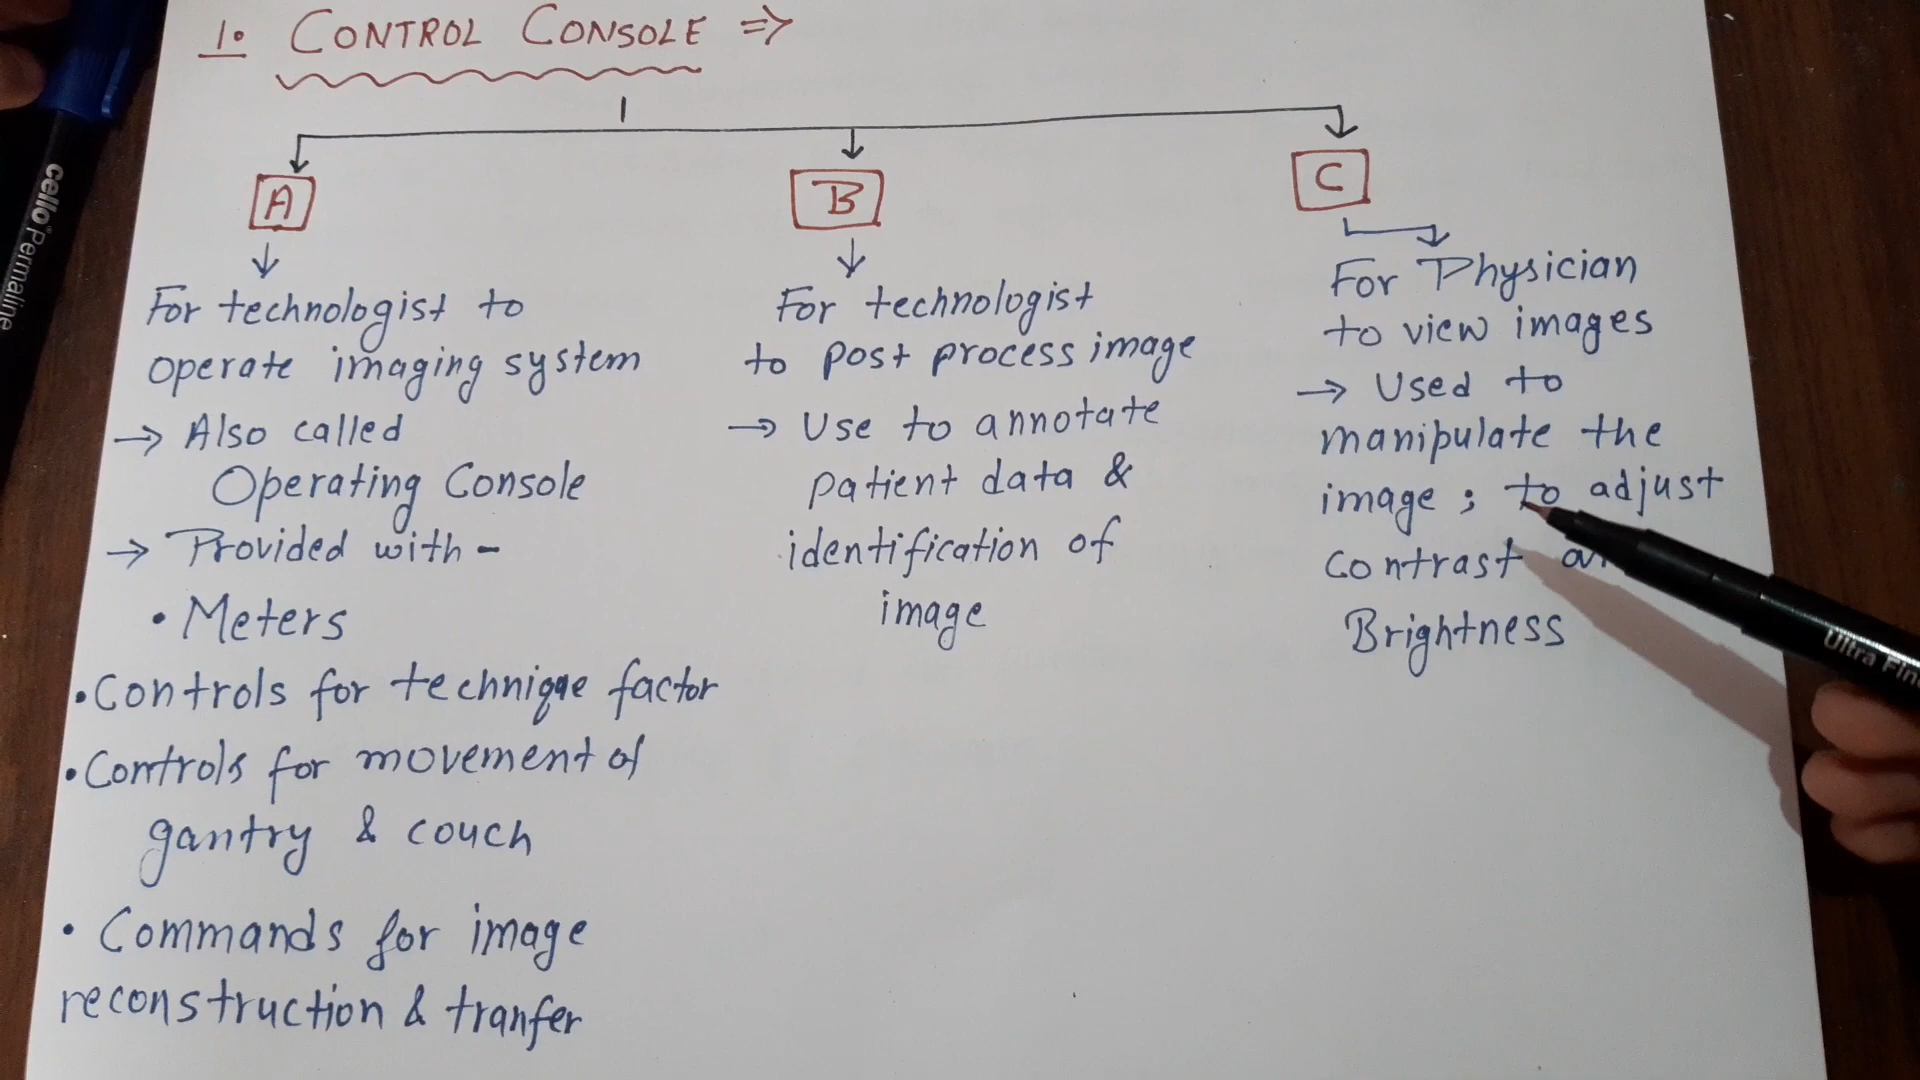 1. CONTROL CONSOLE ⇒
A
For technologist to
operate imaging system
→ Also called
Operating Console
→ Provided with -
• Meters
• Controls for technique factor
• Controls for movement of
gantry & couch
• Commands for image
reconstruction & tranfer
B
For technologist
to post process image
→ Use to annotate
patient data &
identification of
image
C
For Physician
to view images
→ Used to
manipulate the
image ; to adjust
contrast
Brightness
cello Permaline
Ultra Fine